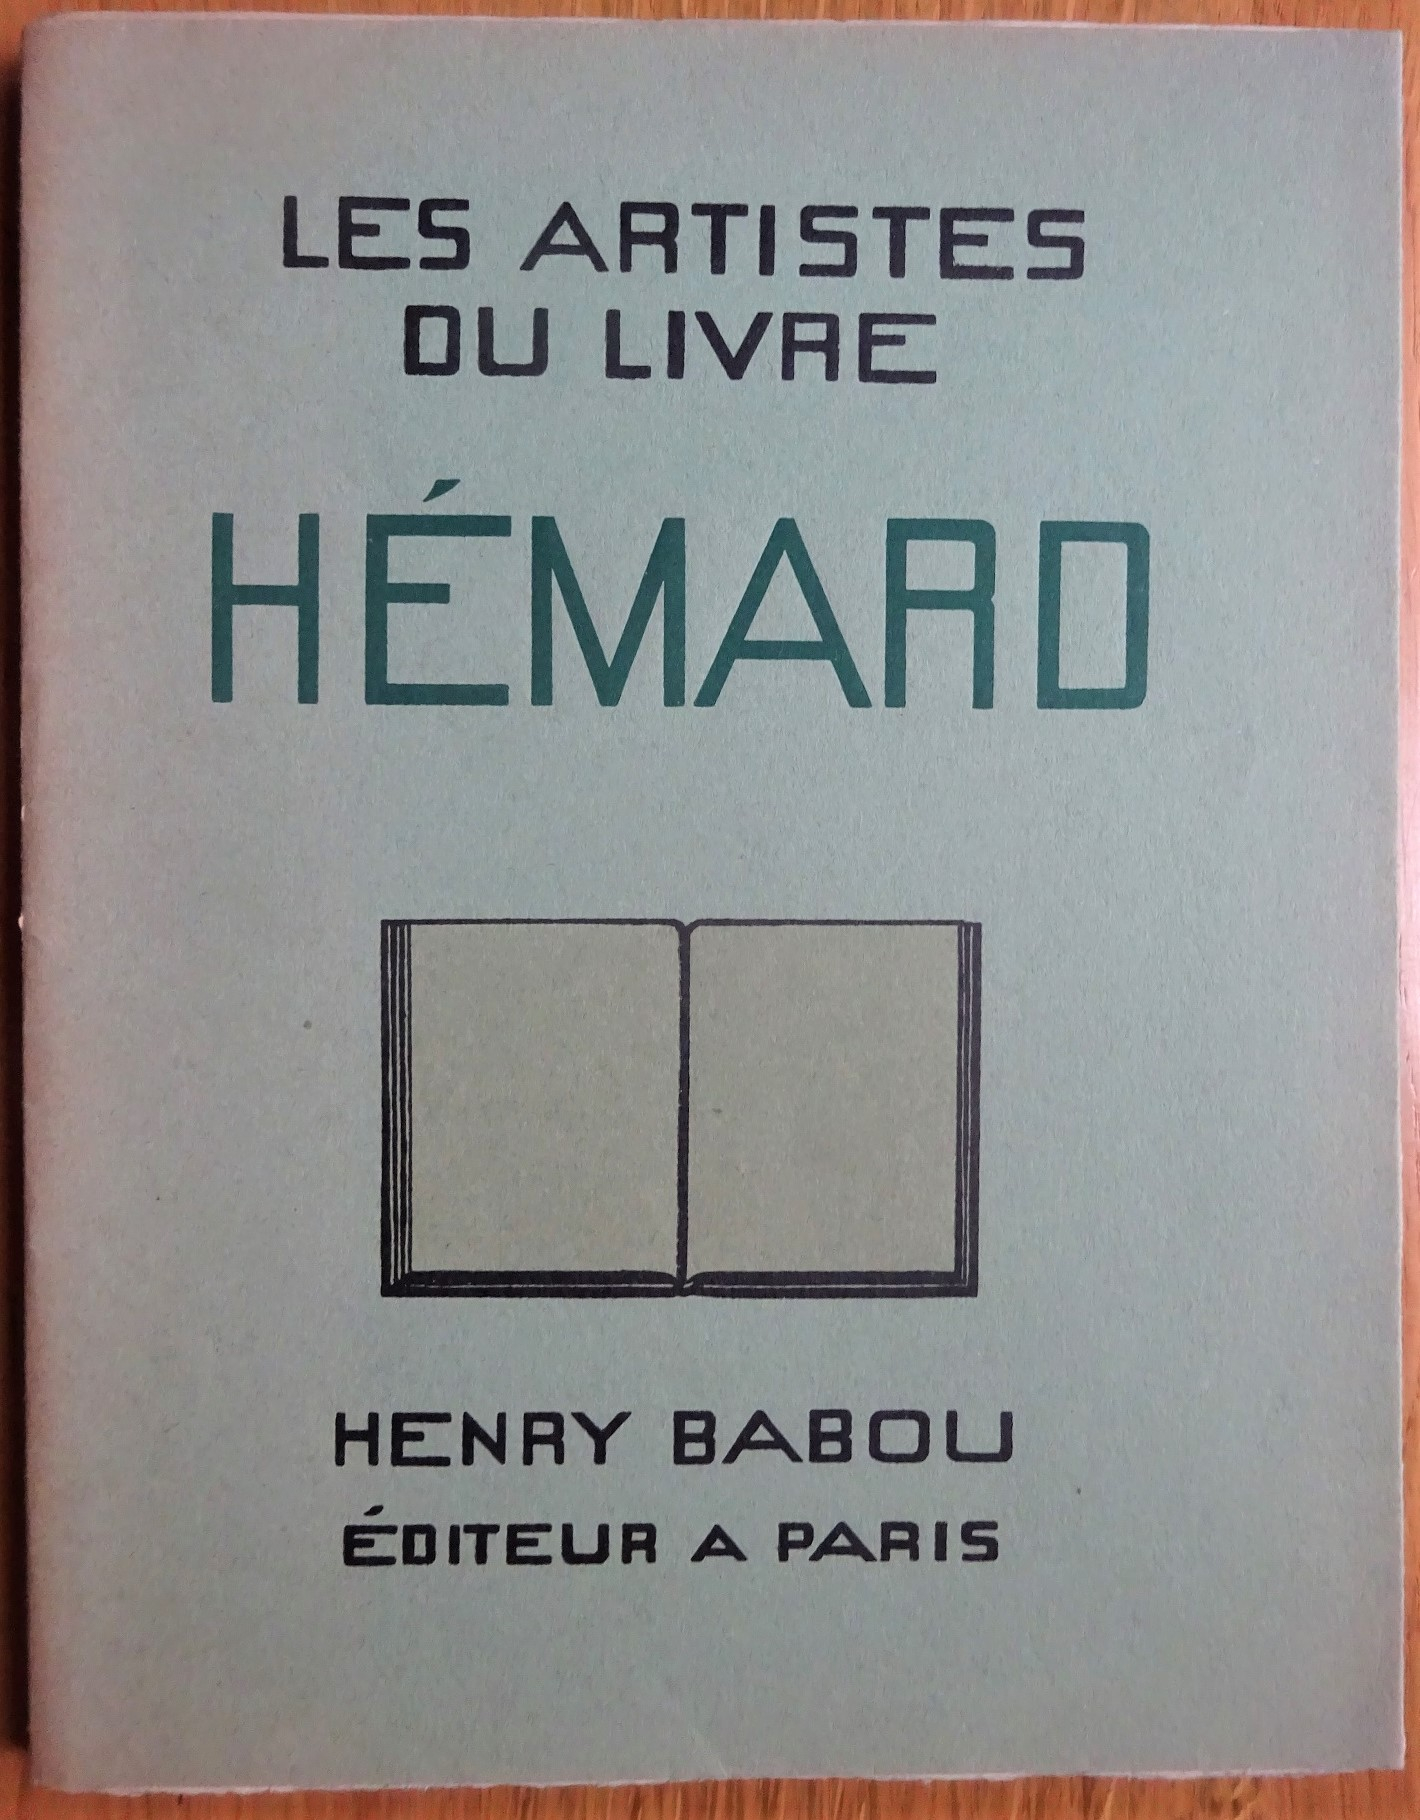 LES ARTISTES
DU LIVRE
HÉMARD
HENRY BABOU
ÉDITEUR A PARIS